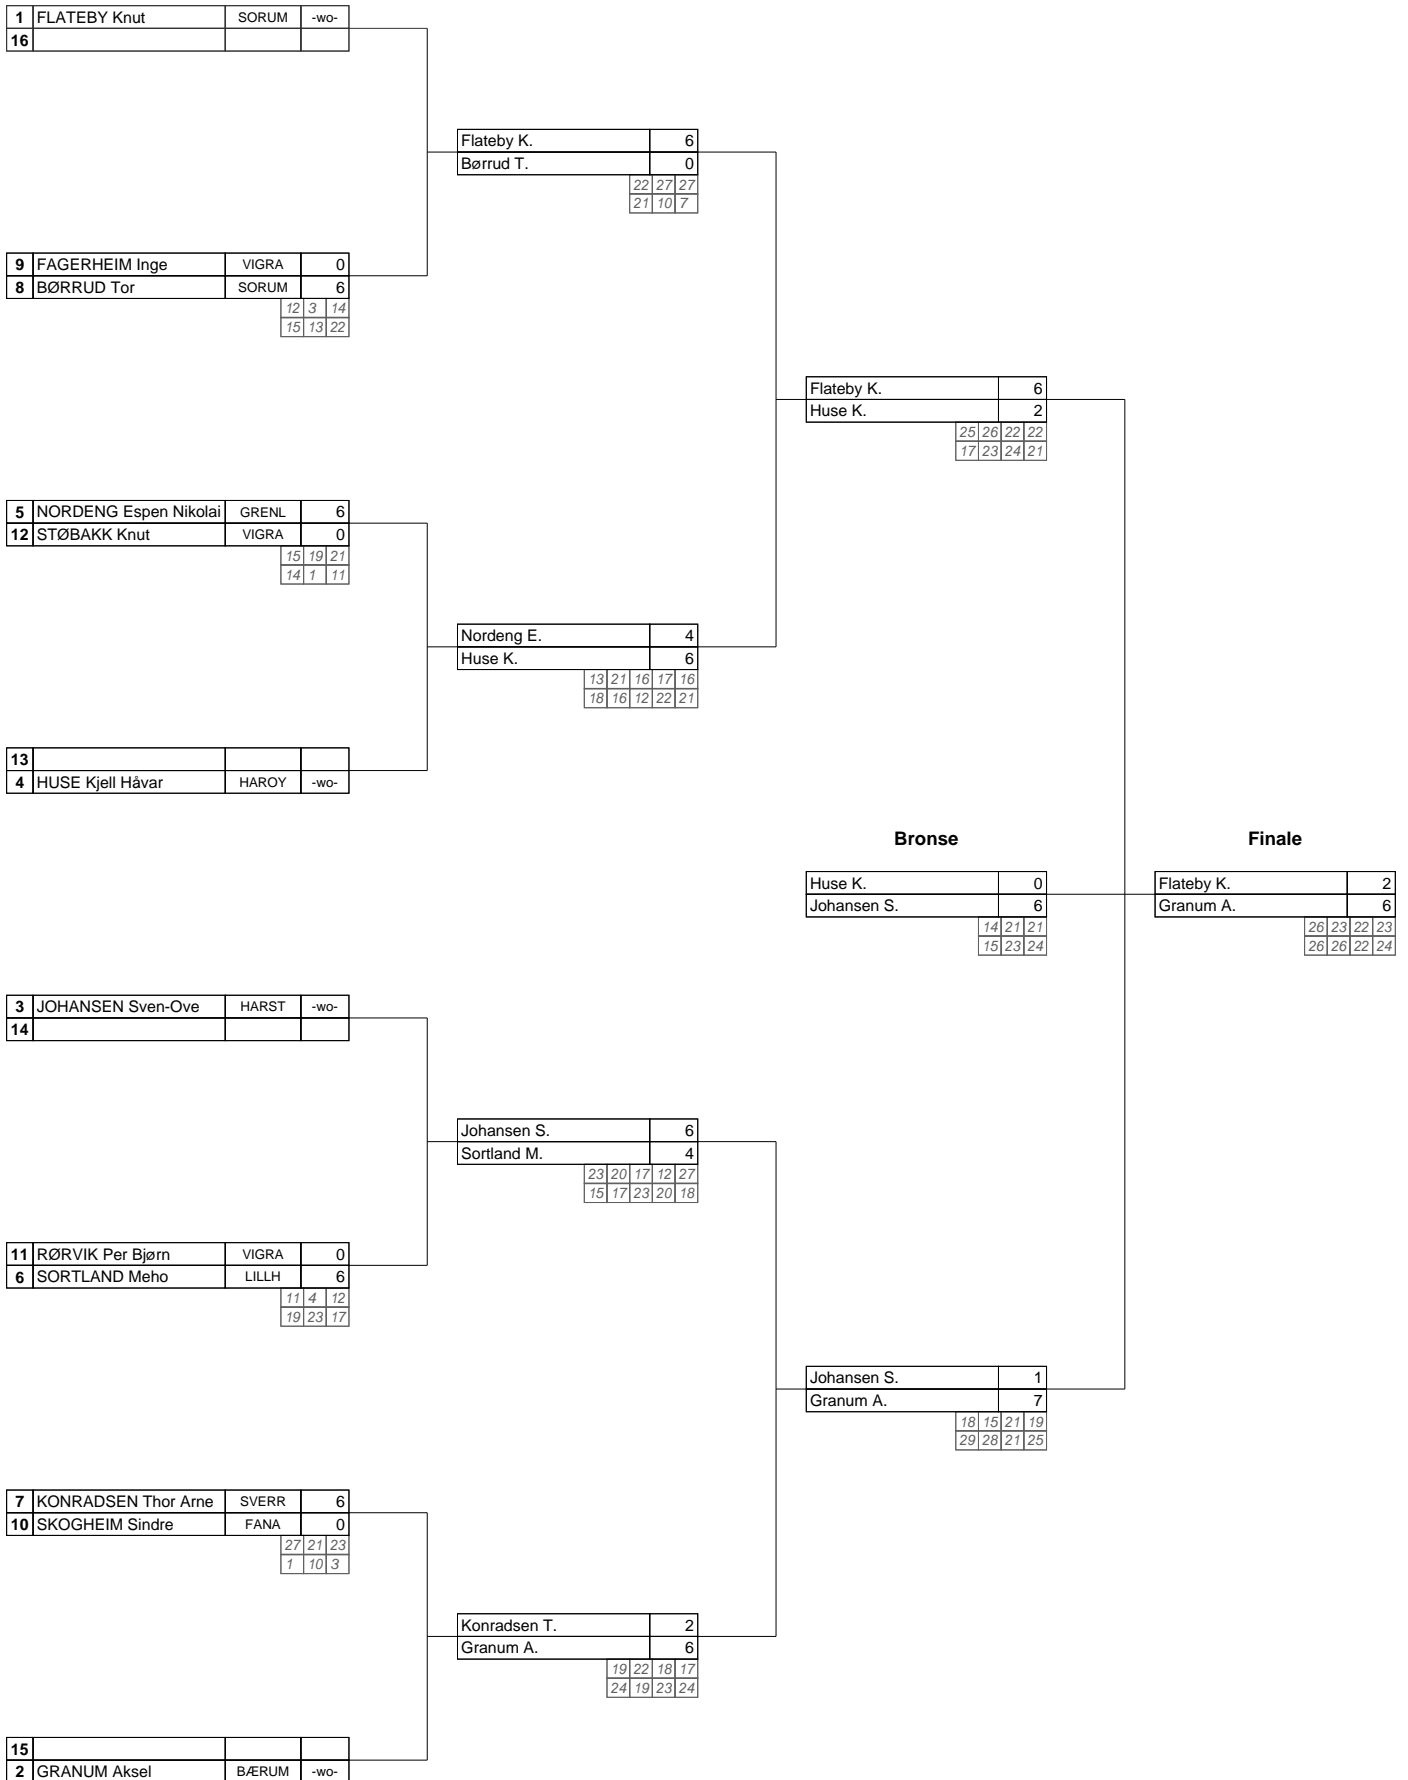 1 FLATEBY Knut SORUM -wo-
16
Flateby K. 6
Børrud T. 0
22 27 27
21 10 7
9 FAGERHEIM Inge VIGRA 0
8 BØRRUD Tor SORUM 6
12 3 14
15 13 22
Flateby K. 6
Huse K. 2
25 26 22 22
17 23 24 21
5 NORDENG Espen Nikolai GRENL 6
12 STØBAKK Knut VIGRA 0
15 19 21
14 1 11
Nordeng E. 4
Huse K. 6
13 21 16 17 16
18 16 12 22 21
13
4 HUSE Kjell Håvar HAROY -wo-
Bronse Finale
Huse K. 0 Flateby K. 2
Johansen S. 6 Granum A. 6
14 21 21 26 23 22 23
15 23 24 26 26 22 24
3 JOHANSEN Sven-Ove HARST -wo-
14
Johansen S. 6
Sortland M. 4
23 20 17 12 27
15 17 23 20 18
11 RØRVIK Per Bjørn VIGRA 0
6 SORTLAND Meho LILLH 6
11 4 12
19 23 17
Johansen S. 1
Granum A. 7
18 15 21 19
29 28 21 25
7 KONRADSEN Thor Arne SVERR 6
10 SKOGHEIM Sindre FANA 0
27 21 23
1 10 3
Konradsen T. 2
Granum A. 6
19 22 18 17
24 19 23 24
15
2 GRANUM Aksel BÆRUM -wo-